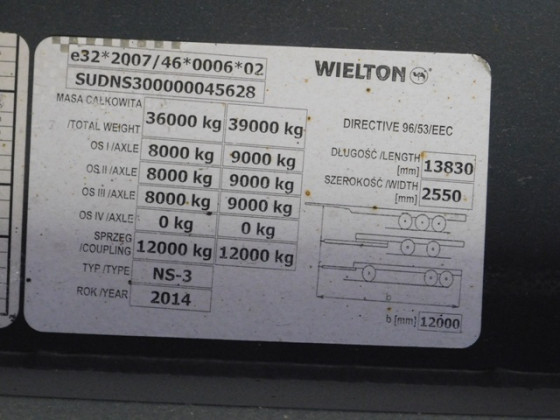 e32*2007/46*0006*02
SUDNS300000045628
WIELTON
MASA CAŁKOWITA
/TOTAL WEIGHT 36000 kg 39000 kg
DIRECTIVE 96/53/EEC
OS I /AXLE 8000 kg 9000 kg
DŁUGOŚĆ /LENGTH [mm] 13830
OS II /AXLE 8000 kg 9000 kg
SZEROKOŚĆ /WIDTH [mm] 2550
OS III /AXLE 8000 kg 9000 kg
OS IV /AXLE 0 kg 0 kg
SPRZĘG
/COUPLING 12000 kg 12000 kg
TYP /TYPE NS-3
ROK /YEAR 2014
b
b [mm] 12000